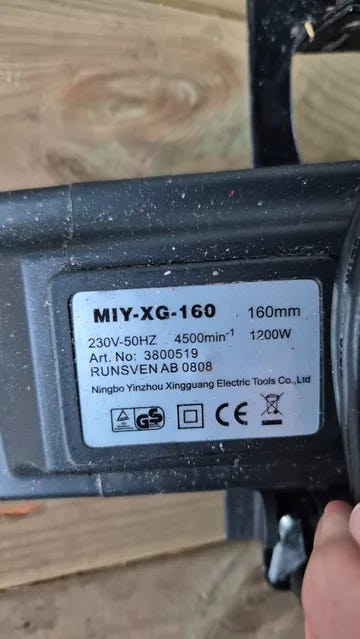 MIY-XG-160 160mm
230V-50HZ 4500min⁻¹ 1200W
Art. No: 3800519
RUNSVEN AB 0808
Ningbo Yinzhou Xingguang Electric Tools Co.,Ltd
GS CE